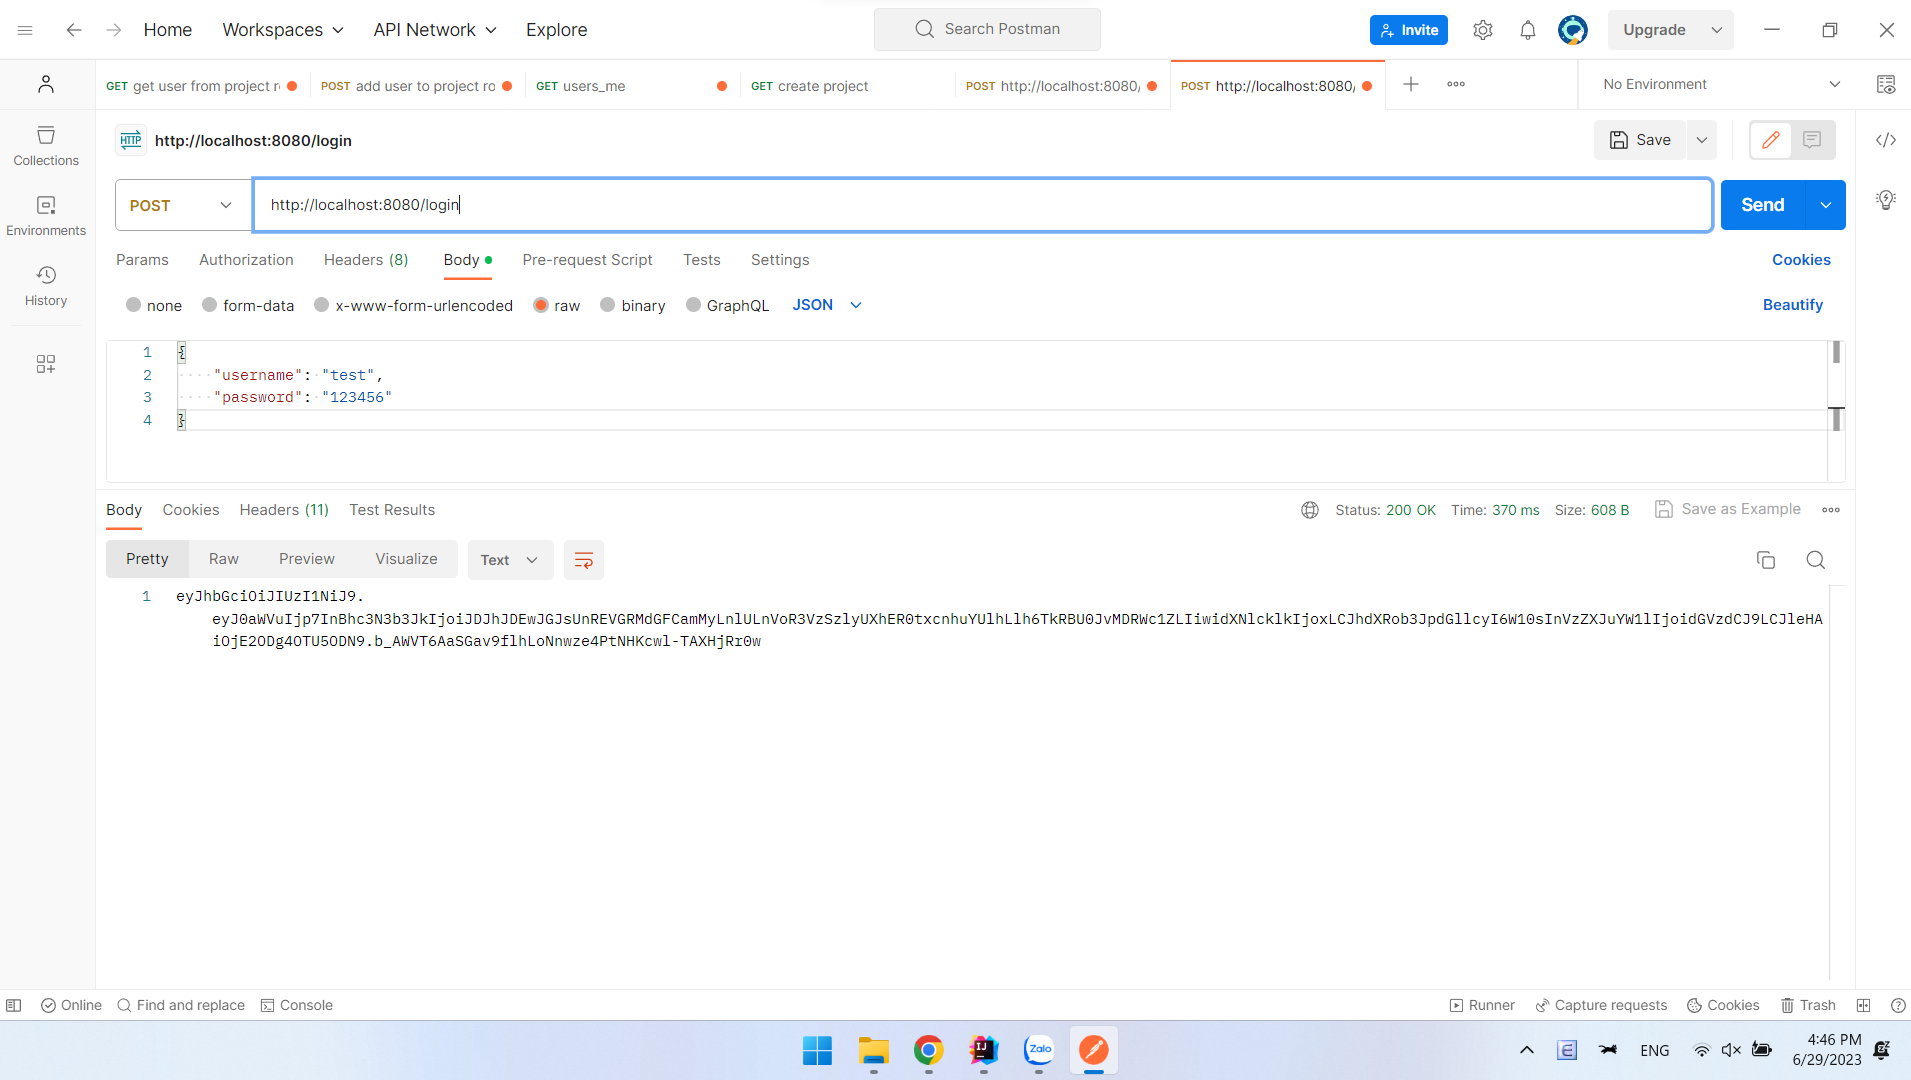 Home Workspaces API Network Explore Search Postman Invite Upgrade
GET get user from project r POST add user to project ro GET users_me GET create project POST http://localhost:8080/ POST http://localhost:8080/ No Environment
HTTP http://localhost:8080/login Save
Collections
POST http://localhost:8080/login Send
Environments
Params Authorization Headers (8) Body Pre-request Script Tests Settings Cookies
History
none form-data x-www-form-urlencoded raw binary GraphQL JSON Beautify
1 {
2 "username": "test",
3 "password": "123456"
4 }
Body Cookies Headers (11) Test Results Status: 200 OK Time: 370 ms Size: 608 B Save as Example
Pretty Raw Preview Visualize Text
1 eyJhbGciOiJIUzI1NiJ9.
eyJ0aWVuIjp7InBhc3N3b3JkIjoiJDJhJDEwJGJsUnREVGRMdGFCamMyLnlULnVoR3VzSzlyUXhER0txcnhuYUlhLlh6TkRBU0JvMDRWc1ZLIiwidXNlcklkIjoxLCJhdXRob3JpdGllcyI6W10sInVzZXJuYW1lIjoidGVzdCJ9LCJleHA
iOjE2ODg4OTU5ODN9.b_AWVT6AaSGav9flhLoNnwze4PtNHKcwl-TAXHjRr0w
Online Find and replace Console Runner Capture requests Cookies Trash
Zalo ENG 4:46 PM
6/29/2023